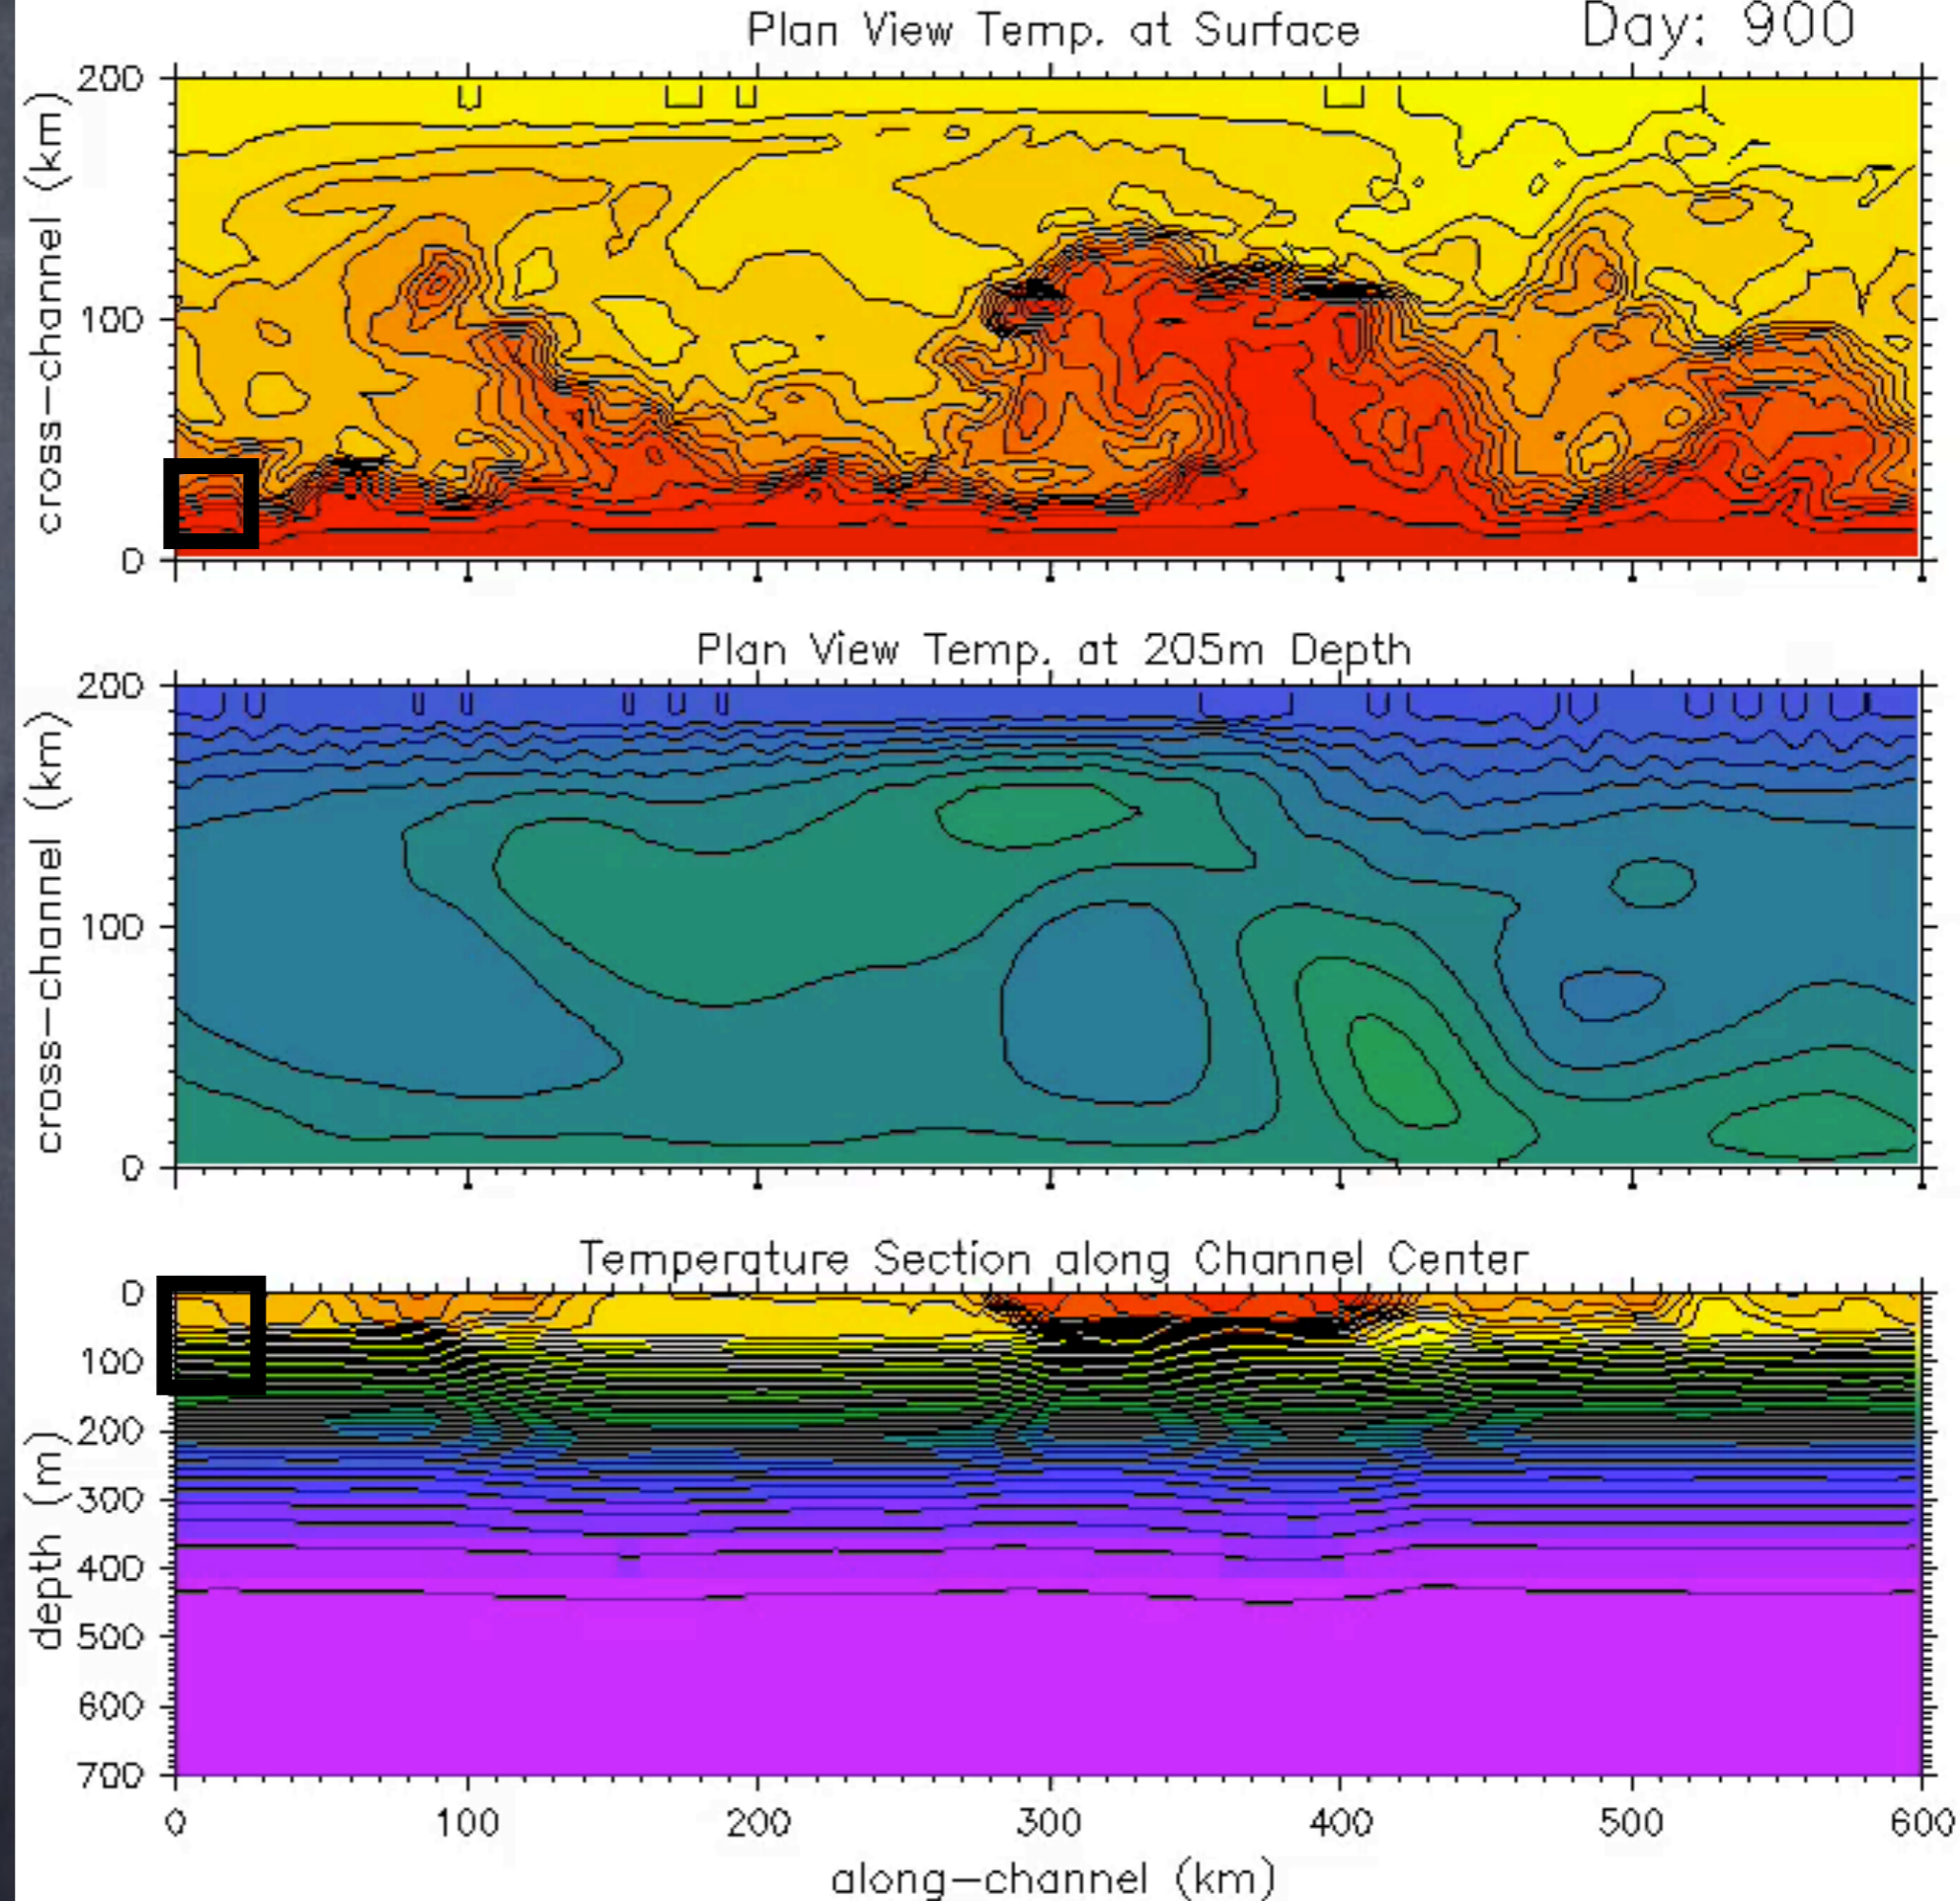 Plan View Temp. at Surface
Day: 900
200
100
0
cross-channel (km)
Plan View Temp. at 205m Depth
200
100
0
cross-channel (km)
Temperature Section along Channel Center
0
100
200
300
400
500
600
700
depth (m)
0 100 200 300 400 500 600
along-channel (km)